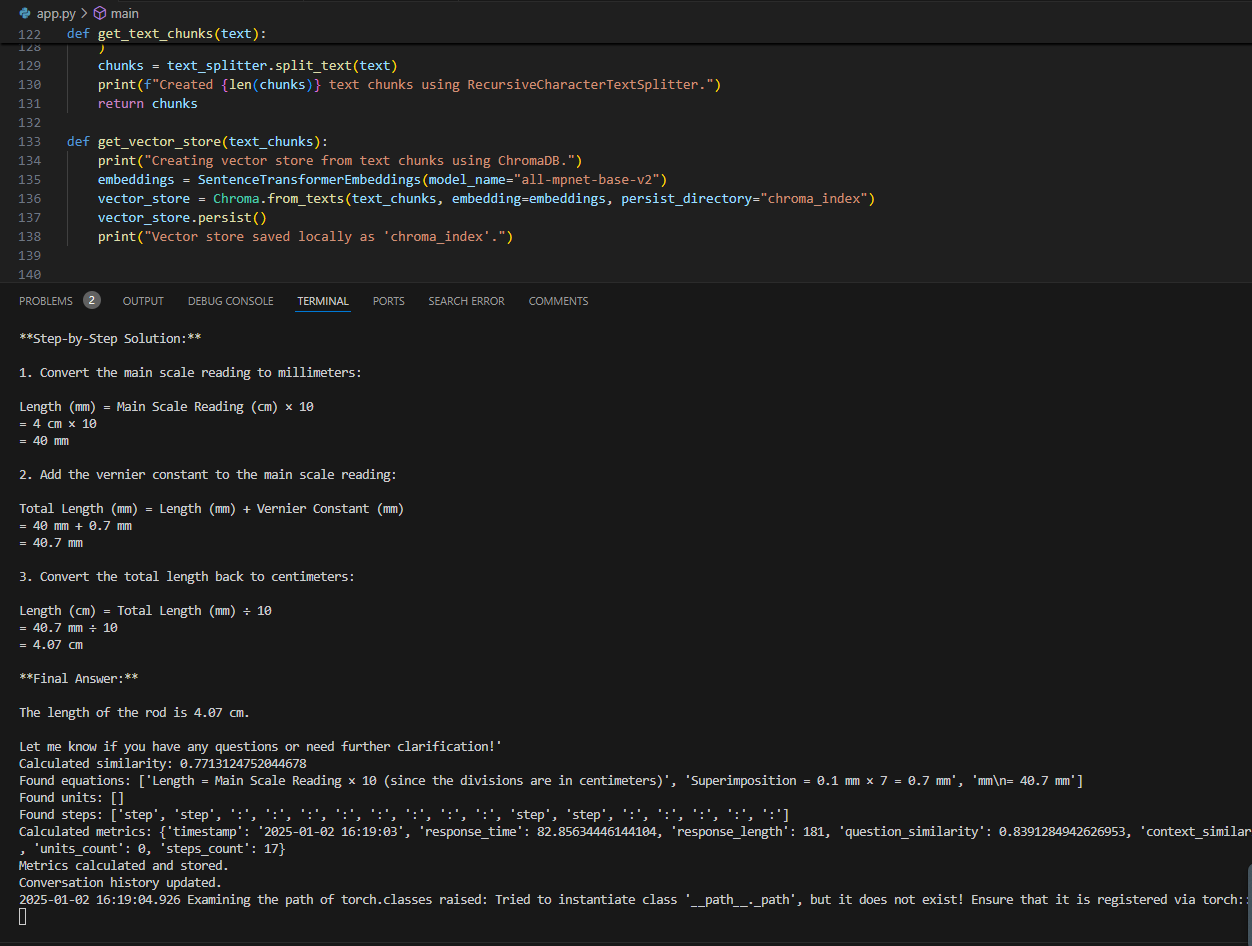 app.py > main
122 def get_text_chunks(text):
128 )
129 chunks = text_splitter.split_text(text)
130 print(f"Created {len(chunks)} text chunks using RecursiveCharacterTextSplitter.")
131 return chunks
132
133 def get_vector_store(text_chunks):
134 print("Creating vector store from text chunks using ChromaDB.")
135 embeddings = SentenceTransformerEmbeddings(model_name="all-mpnet-base-v2")
136 vector_store = Chroma.from_texts(text_chunks, embedding=embeddings, persist_directory="chroma_index")
137 vector_store.persist()
138 print("Vector store saved locally as 'chroma_index'.")
139
140
PROBLEMS 2 OUTPUT DEBUG CONSOLE TERMINAL PORTS SEARCH ERROR COMMENTS
**Step-by-Step Solution:**
1. Convert the main scale reading to millimeters:
Length (mm) = Main Scale Reading (cm) × 10
= 4 cm × 10
= 40 mm
2. Add the vernier constant to the main scale reading:
Total Length (mm) = Length (mm) + Vernier Constant (mm)
= 40 mm + 0.7 mm
= 40.7 mm
3. Convert the total length back to centimeters:
Length (cm) = Total Length (mm) ÷ 10
= 40.7 mm ÷ 10
= 4.07 cm
**Final Answer:**
The length of the rod is 4.07 cm.
Let me know if you have any questions or need further clarification!'
Calculated similarity: 0.7713124752044678
Found equations: ['Length = Main Scale Reading × 10 (since the divisions are in centimeters)', 'Superimposition = 0.1 mm × 7 = 0.7 mm', 'mm\n= 40.7 mm']
Found units: []
Found steps: ['step', 'step', ':', ':', ':', ':', ':', ':', ':', ':', ':', 'step', 'step', ':', ':', ':', ':', ':']
Calculated metrics: {'timestamp': '2025-01-02 16:19:03', 'response_time': 82.85634446144104, 'response_length': 181, 'question_similarity': 0.8391284942626953, 'context_similar
, 'units_count': 0, 'steps_count': 17}
Metrics calculated and stored.
Conversation history updated.
2025-01-02 16:19:04.926 Examining the path of torch.classes raised: Tried to instantiate class '__path__._path', but it does not exist! Ensure that it is registered via torch::